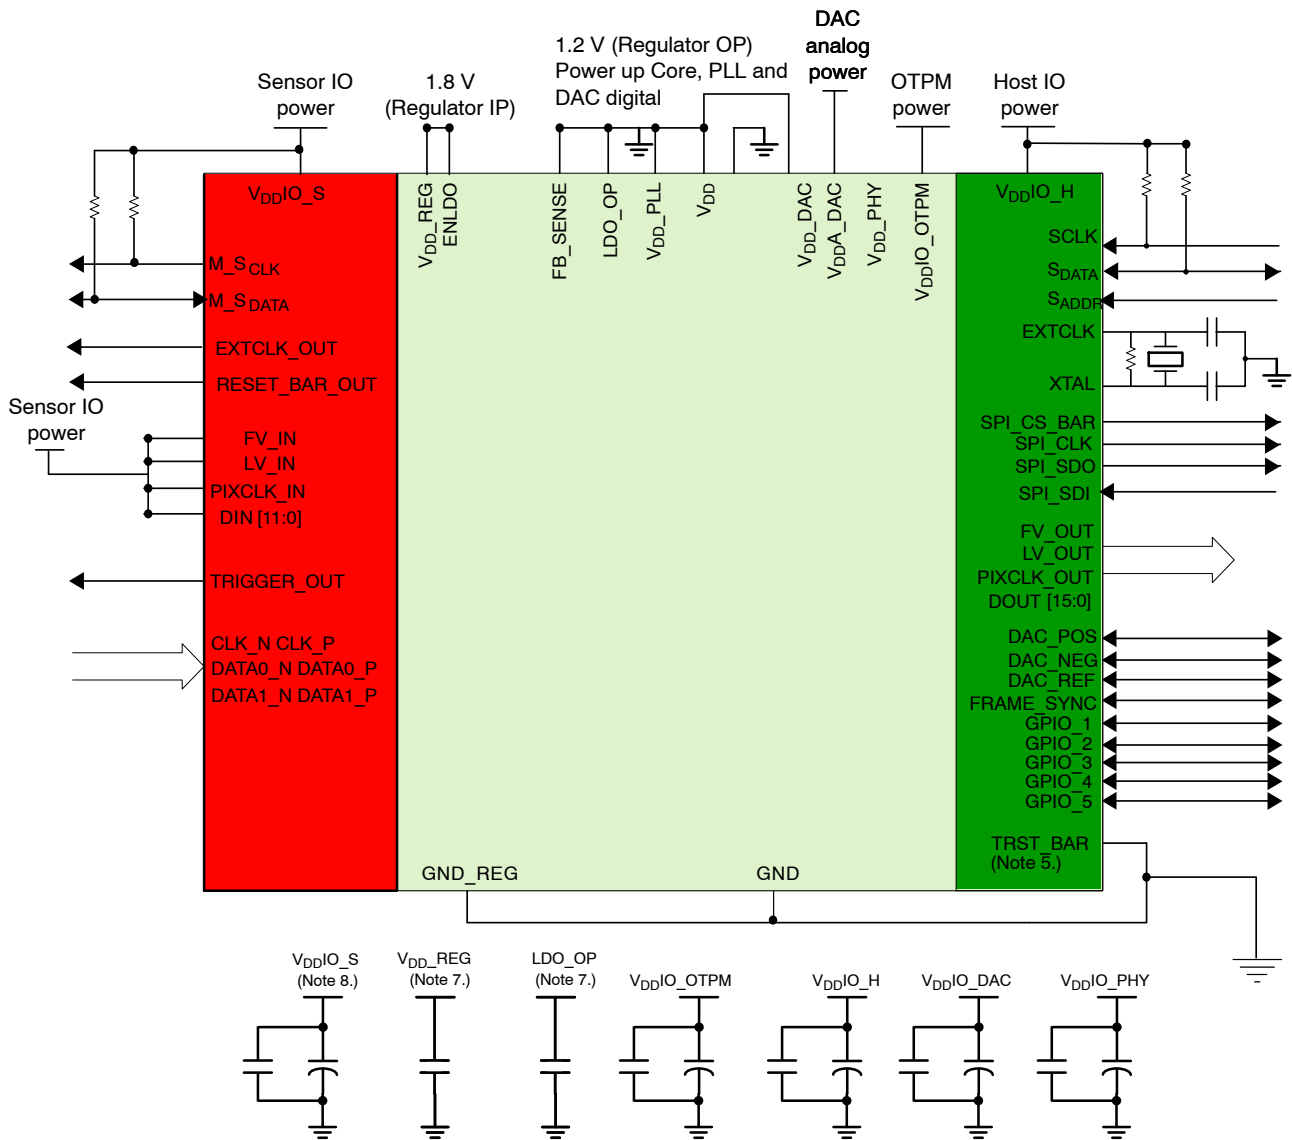 DAC
analog
power
1.2 V (Regulator OP)
Power up Core, PLL and
DAC digital
Sensor IO
power
1.8 V
(Regulator IP)
OTPM
power
Host IO
power
VDDIO_S
VDD_REG
ENLDO
FB_SENSE
LDO_OP
VDD_PLL
VDD
VDD_DAC
VDDA_DAC
VDD_PHY
VDDIO_OTPM
VDDIO_H
M_SCLK
M_SDATA
EXTCLK_OUT
RESET_BAR_OUT
Sensor IO
power
FV_IN
LV_IN
PIXCLK_IN
DIN [11:0]
TRIGGER_OUT
CLK_N CLK_P
DATA0_N DATA0_P
DATA1_N DATA1_P
SCLK
SDATA
SADDR
EXTCLK
XTAL
SPI_CS_BAR
SPI_CLK
SPI_SDO
SPI_SDI
FV_OUT
LV_OUT
PIXCLK_OUT
DOUT [15:0]
DAC_POS
DAC_NEG
DAC_REF
FRAME_SYNC
GPIO_1
GPIO_2
GPIO_3
GPIO_4
GPIO_5
TRST_BAR
(Note 5.)
GND_REG
GND
VDDIO_S
(Note 8.)
VDD_REG
(Note 7.)
LDO_OP
(Note 7.)
VDDIO_OTPM
VDDIO_H
VDDIO_DAC
VDDIO_PHY